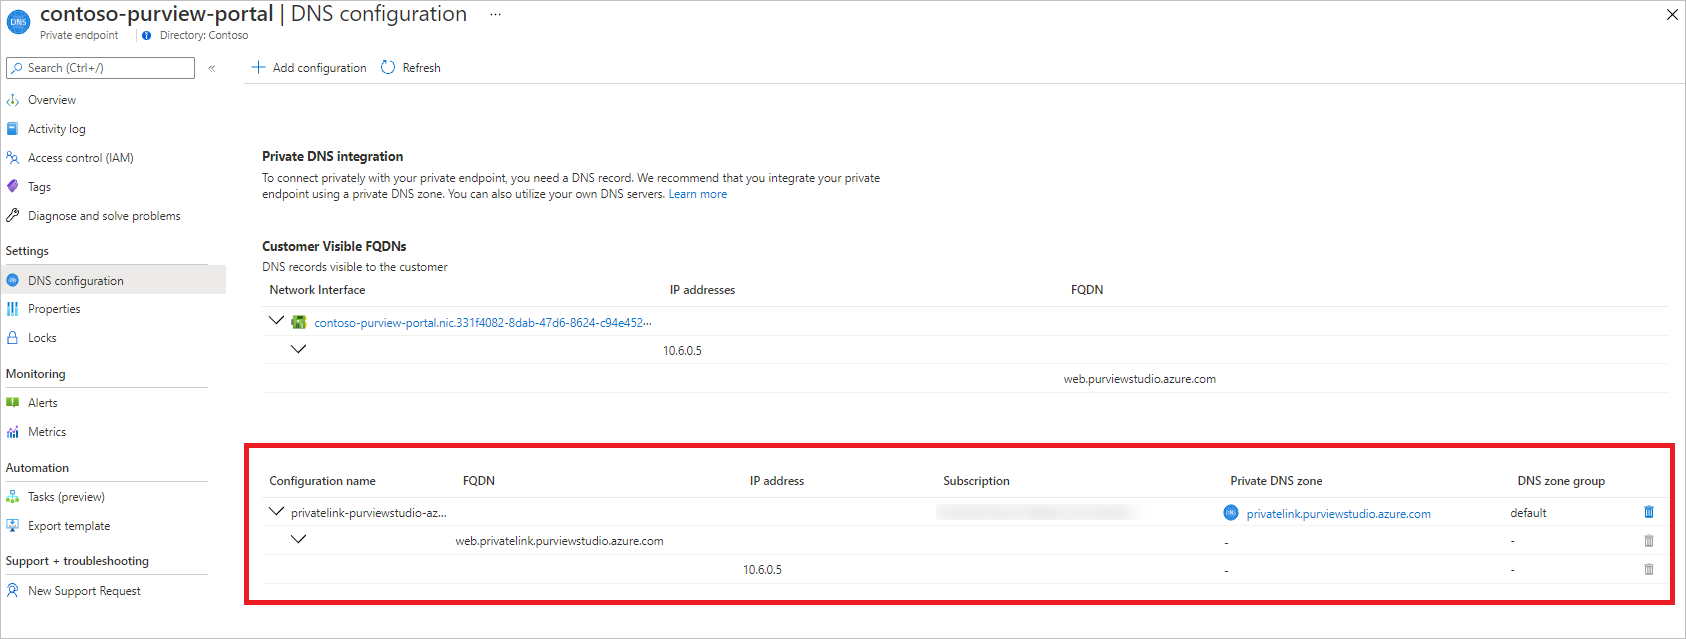 contoso-purview-portal | DNS configuration ...
Private endpoint
Directory: Contoso
Search (Ctrl+/)
«
Overview
Activity log
Access control (IAM)
Tags
Diagnose and solve problems
Settings
DNS configuration
Properties
Locks
Monitoring
Alerts
Metrics
Automation
Tasks (preview)
Export template
Support + troubleshooting
New Support Request
Add configuration Refresh
Private DNS integration
To connect privately with your private endpoint, you need a DNS record. We recommend that you integrate your private
endpoint using a private DNS zone. You can also utilize your own DNS servers. Learn more
Customer Visible FQDNs
DNS records visible to the customer
Network Interface IP addresses FQDN
contoso-purview-portal.nic.331f4082-8dab-47d6-8624-c94e452...
10.6.0.5
web.purviewstudio.azure.com
Configuration name FQDN IP address Subscription Private DNS zone DNS zone group
privatelink-purviewstudio-az... privatelink.purviewstudio.azure.com default
web.privatelink.purviewstudio.azure.com - -
10.6.0.5 - -